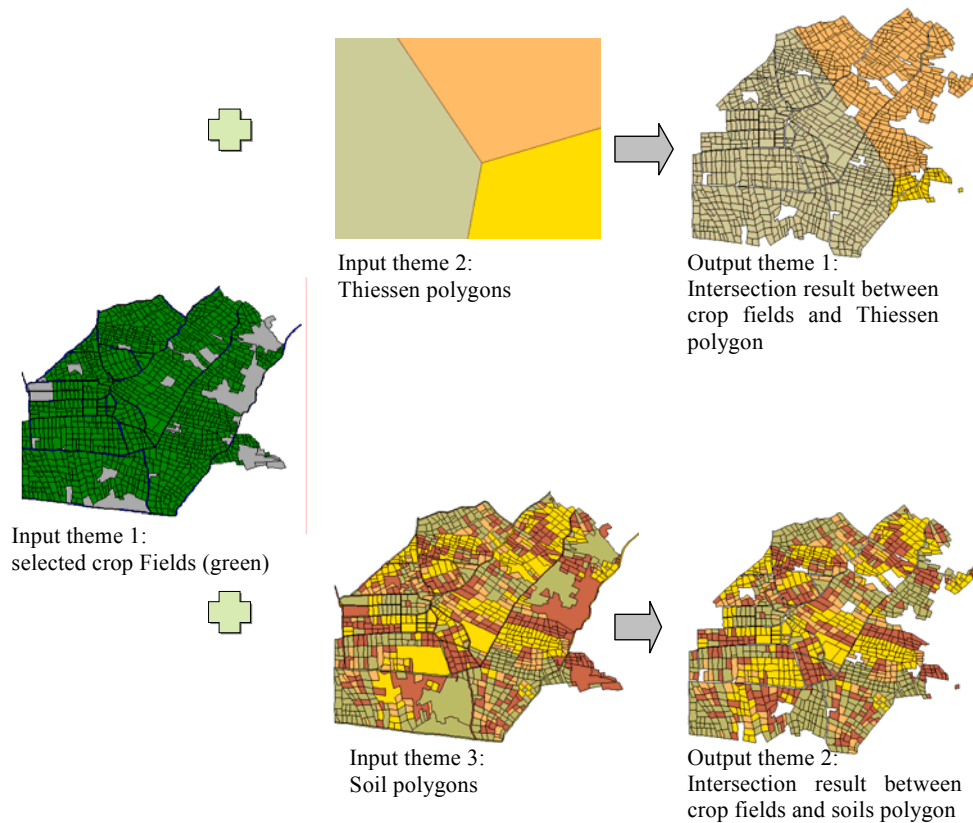 Input theme 2:
Thiessen polygons
Output theme 1:
Intersection result between
crop fields and Thiessen
polygon
Input theme 1:
selected crop Fields (green)
Input theme 3:
Soil polygons
Output theme 2:
Intersection result between
crop fields and soils polygon